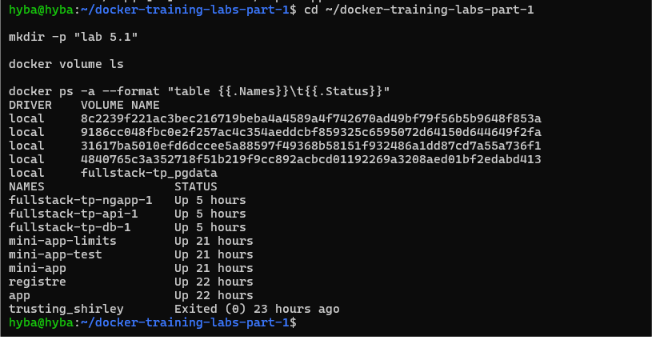 hyba@hyba:~/docker-training-labs-part-1$ cd ~/docker-training-labs-part-1
mkdir -p "lab 5.1"
docker volume ls
docker ps -a --format "table {{.Names}}\t{{.Status}}"
DRIVER    VOLUME NAME
local     8c2239f221ac3bec216719beba4a4589a4f742670ad49bf79f56b5b9648f853a
local     9186cc048fbc0e2f257ac4c354aeddcbf859325c6595072d64150d644649f2fa
local     31617ba5010efd6dccee5a88597f49368b58151f932486a1dd87cd7a55a736f1
local     4840765c3a352718f51b219f9cc892acbcd01192269a3208aed01bf2edabd413
local     fullstack-tp_pgdata
NAMES                STATUS
fullstack-tp-ngapp-1   Up 5 hours
fullstack-tp-api-1     Up 5 hours
fullstack-tp-db-1      Up 5 hours
mini-app-limits        Up 21 hours
mini-app-test          Up 21 hours
mini-app               Up 21 hours
registre               Up 22 hours
app                    Up 22 hours
trusting_shirley       Exited (0) 23 hours ago
hyba@hyba:~/docker-training-labs-part-1$